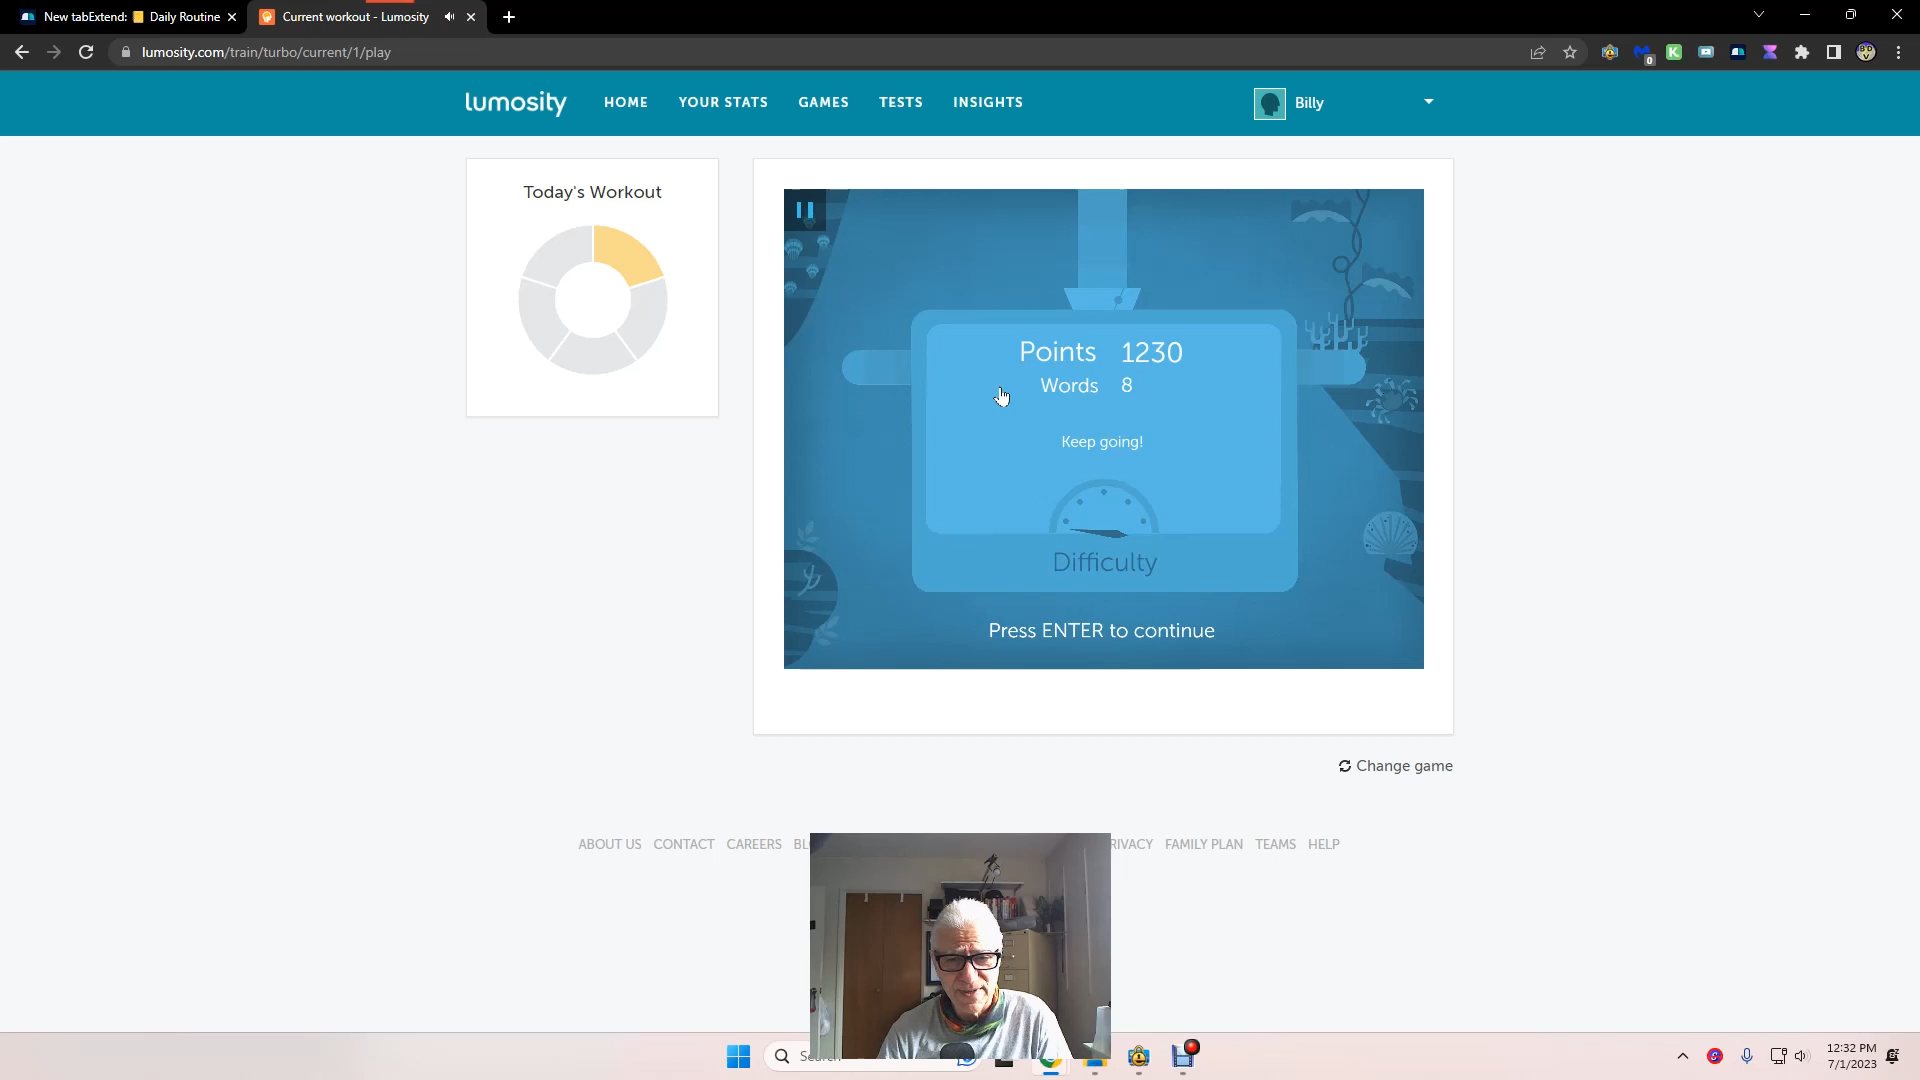 New tabExtend: Daily Routine
Current workout - Lumosity
lumosity.com/train/turbo/current/1/play
0
lumosity
HOME
YOUR STATS
GAMES
TESTS
INSIGHTS
Billy
Today's Workout
Points 1230
Words 8
Keep going!
Difficulty
Press ENTER to continue
Change game
ABOUT US CONTACT CAREERS FAMILY PLAN TEAMS HELP
12:32 PM
7/1/2023